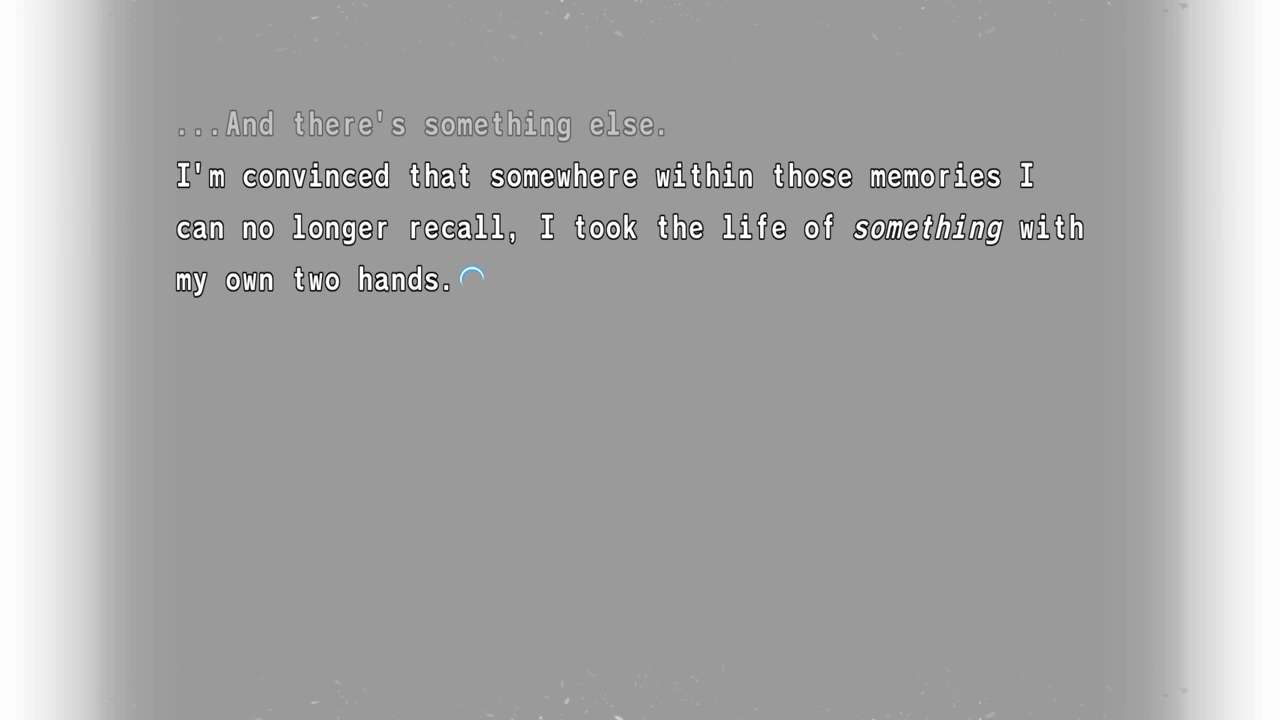 ...And there's something else.
I'm convinced that somewhere within those memories I
can no longer recall, I took the life of something with
my own two hands.